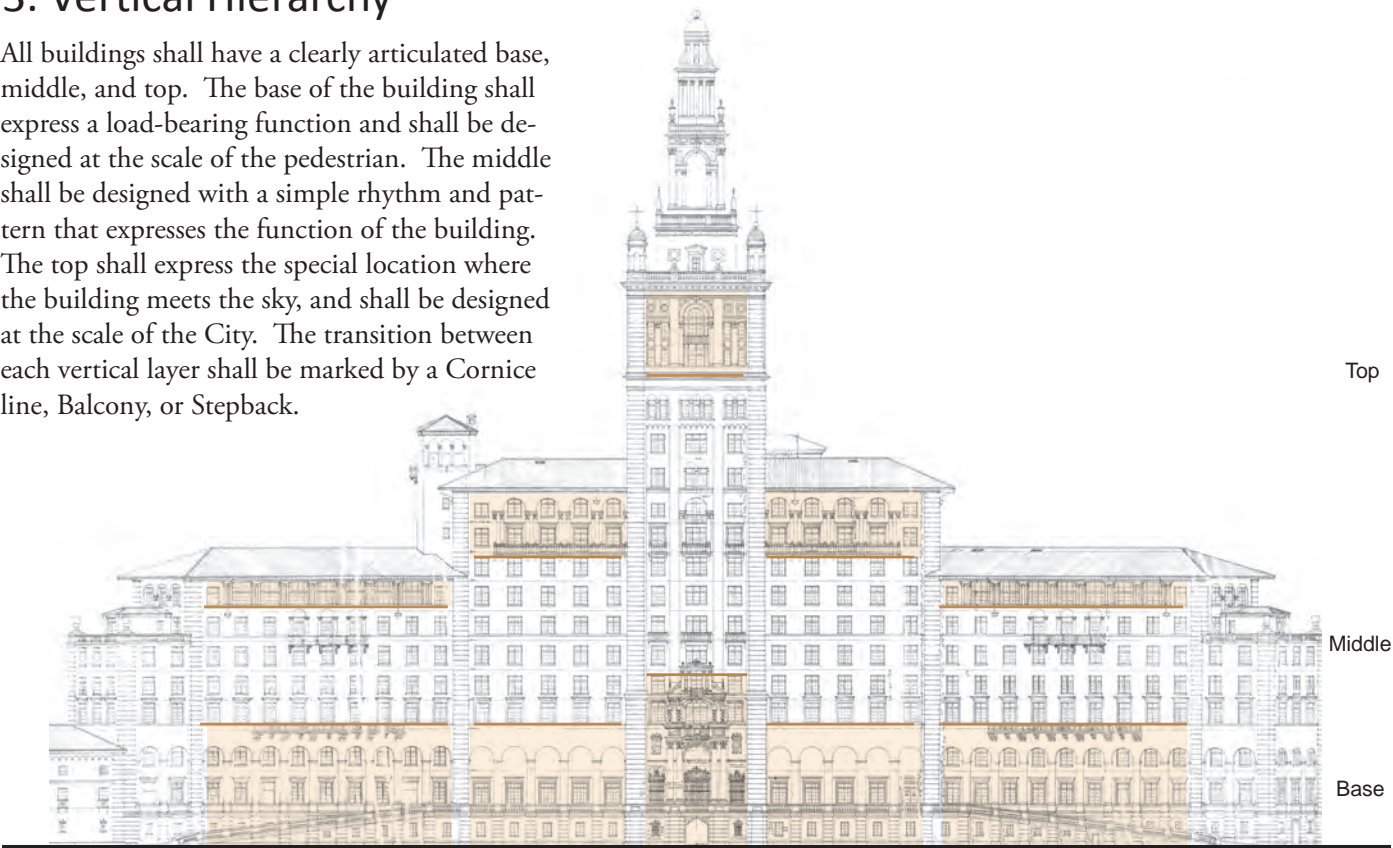 3. Vertical Hierarchy
All buildings shall have a clearly articulated base,
middle, and top.  The base of the building shall
express a load-bearing function and shall be de-
signed at the scale of the pedestrian.  The middle
shall be designed with a simple rhythm and pat-
tern that expresses the function of the building.
The top shall express the special location where
the building meets the sky, and shall be designed
at the scale of the City.  The transition between
each vertical layer shall be marked by a Cornice
line, Balcony, or Stepback.
Top
Middle
Base